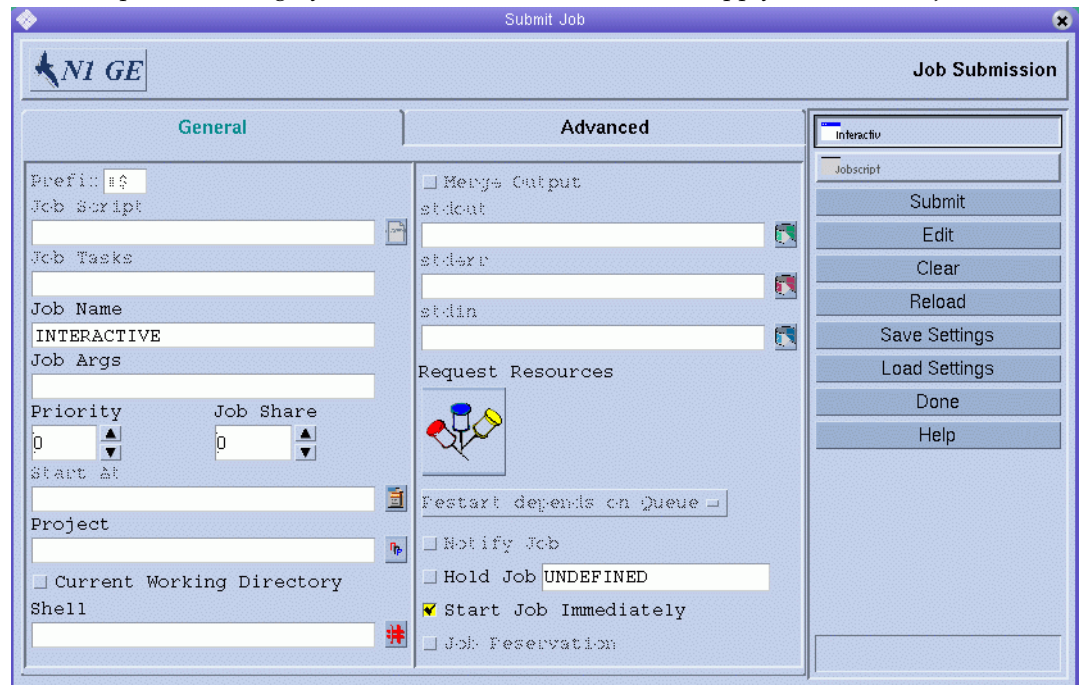 Submit Job
N1 GE
Job Submission
General
Advanced
Interactiv
Jobscript
Submit
Edit
Clear
Reload
Save Settings
Load Settings
Done
Help
Prefix #$
Job Script
Job Tasks
Job Name
INTERACTIVE
Job Args
Priority Job Share
0 0
Start At
Project
Current Working Directory
Shell
Merge Output
stdout
stderr
stdin
Request Resources
Restart depends on Queue
Notify Job
Hold Job UNDEFINED
Start Job Immediately
Job Reservation